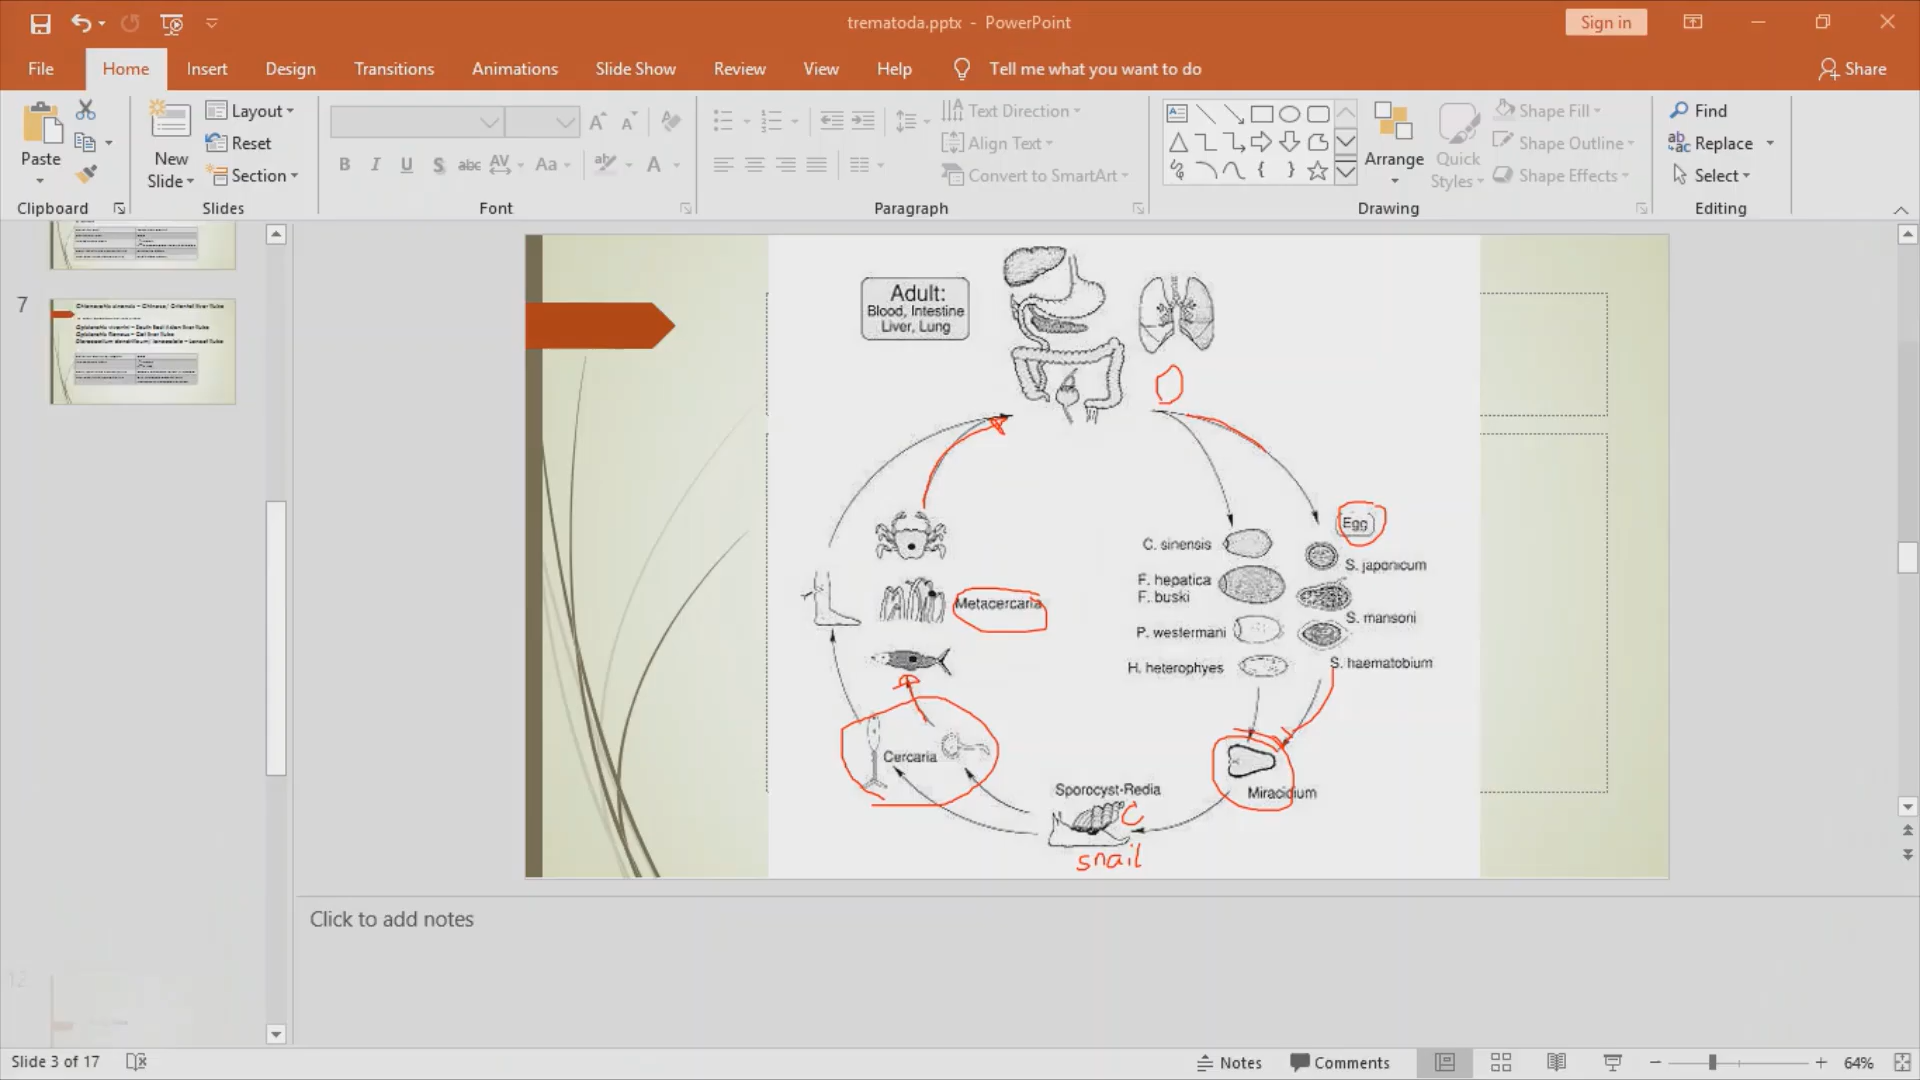 trematoda.pptx - PowerPoint
Sign in
File Home Insert Design Transitions Animations Slide Show Review View Help Tell me what you want to do Share
Paste
Clipboard
New Slide
Layout
Reset
Section
Slides
B I U S abc AV Aa A
Font
Text Direction
Align Text
Convert to SmartArt
Paragraph
Arrange
Quick Styles
Shape Fill
Shape Outline
Shape Effects
Drawing
Find
Replace
Select
Editing
7
Adult:
Blood, Intestine
Liver, Lung
Egg
C. sinensis
S. japonicum
F. hepatica
F. buski
Metacercaria
S. mansoni
P. westermani
S. haematobium
H. heterophyes
Cercaria
Sporocyst-Redia
Miracidium
C
snail
Click to add notes
12
Slide 3 of 17
Notes
Comments
64%